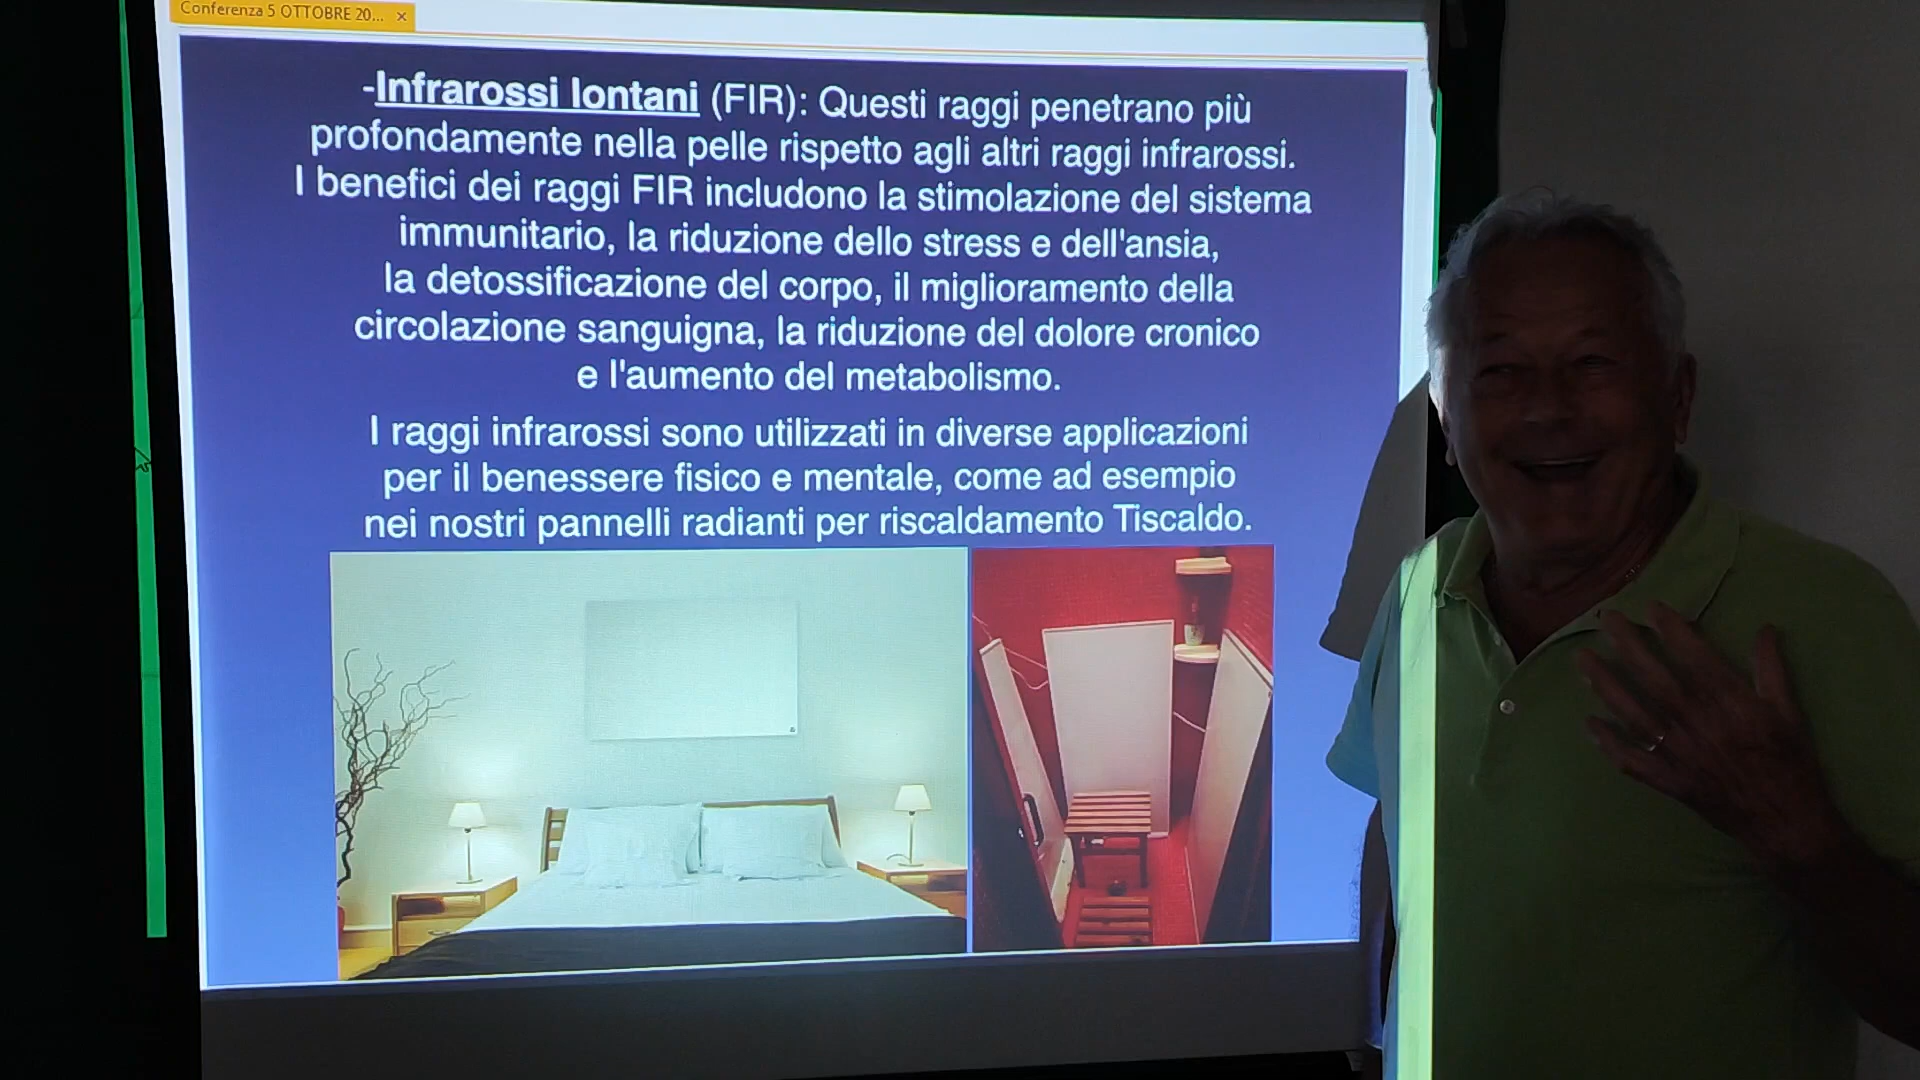 Conferenza 5 OTTOBRE 20...
-Infrarossi lontani (FIR): Questi raggi penetrano più
profondamente nella pelle rispetto agli altri raggi infrarossi.
I benefici dei raggi FIR includono la stimolazione del sistema
immunitario, la riduzione dello stress e dell'ansia,
la detossificazione del corpo, il miglioramento della
circolazione sanguigna, la riduzione del dolore cronico
e l'aumento del metabolismo.
I raggi infrarossi sono utilizzati in diverse applicazioni
per il benessere fisico e mentale, come ad esempio
nei nostri pannelli radianti per riscaldamento Tiscaldo.